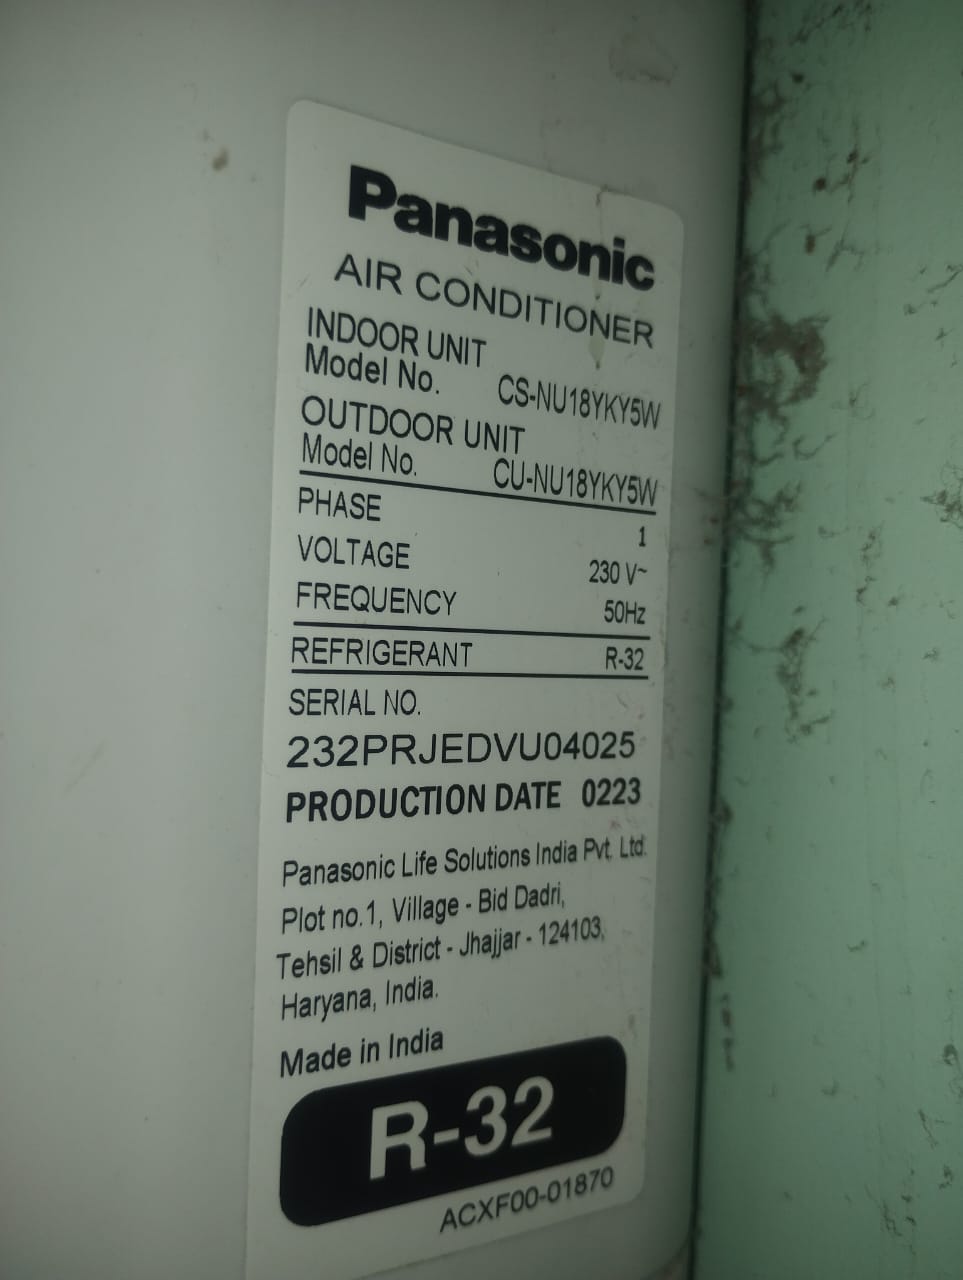 Panasonic
AIR CONDITIONER
INDOOR UNIT
Model No. CS-NU18YKY5W
OUTDOOR UNIT
Model No. CU-NU18YKY5W
PHASE 1
VOLTAGE 230 V~
FREQUENCY 50Hz
REFRIGERANT R-32
SERIAL NO.
232PRJEDVU04025
PRODUCTION DATE 0223
Panasonic Life Solutions India Pvt. Ltd.
Plot no.1, Village - Bid Dadri,
Tehsil & District - Jhajjar - 124103,
Haryana, India.
Made in India
R-32
ACXF00-01870